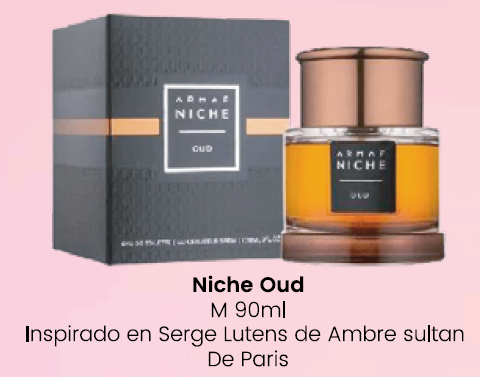 ARMAF
NICHE
OUD
ARMAF
NICHE
OUD
Niche Oud
M 90ml
Inspirado en Serge Lutens de Ambre sultan
De Paris